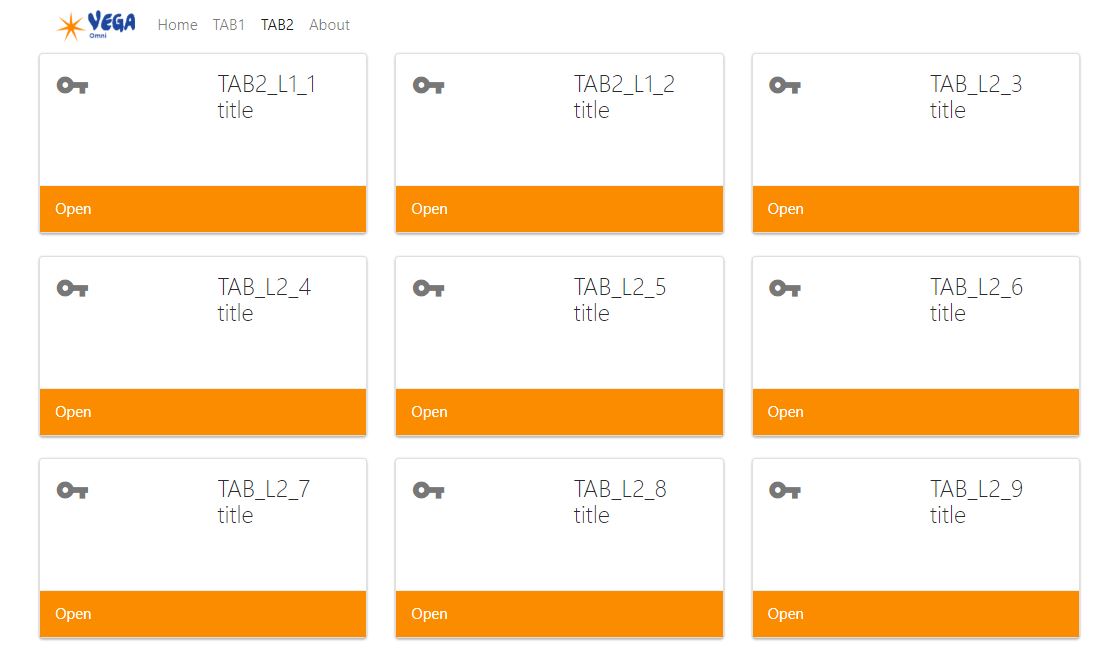 VEGA
Omni
Home TAB1 TAB2 About
TAB2_L1_1
title
TAB2_L1_2
title
TAB_L2_3
title
Open
Open
Open
TAB_L2_4
title
TAB_L2_5
title
TAB_L2_6
title
Open
Open
Open
TAB_L2_7
title
TAB_L2_8
title
TAB_L2_9
title
Open
Open
Open